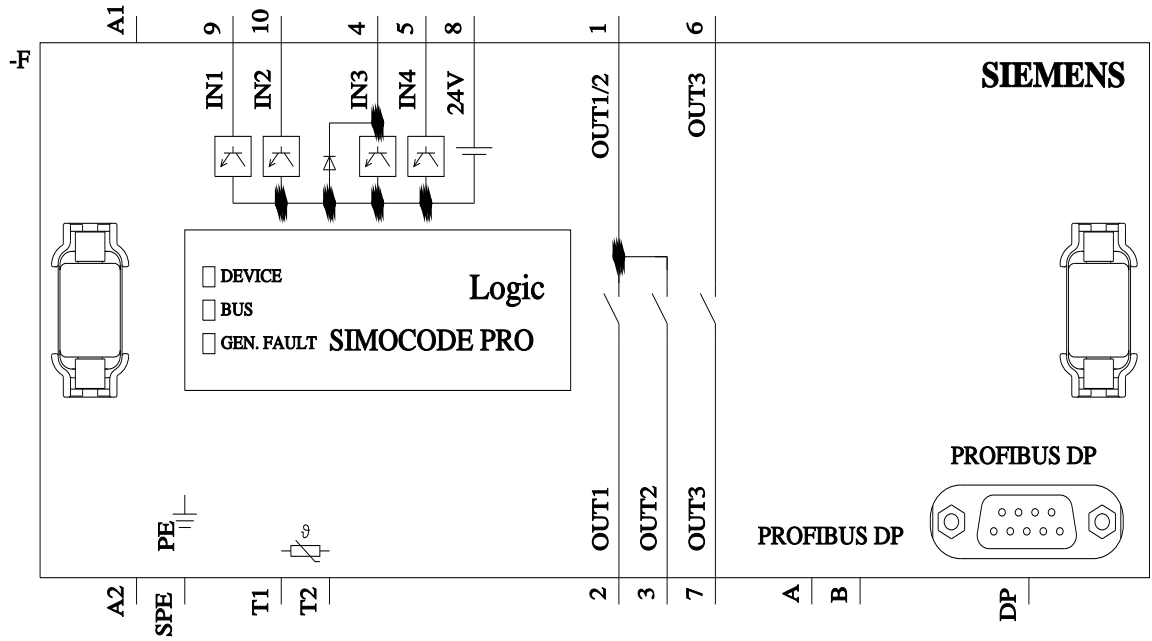 A1
9
10
4
5
8
1
6
-F
IN1
IN2
IN3
IN4
24V
OUT1/2
OUT3
SIEMENS
DEVICE
BUS
GEN. FAULT
Logic
SIMOCODE PRO
PROFIBUS DP
PE
ϑ
OUT1
OUT2
OUT3
PROFIBUS DP
A2
SPE
T1
T2
2
3
7
A
B
DP